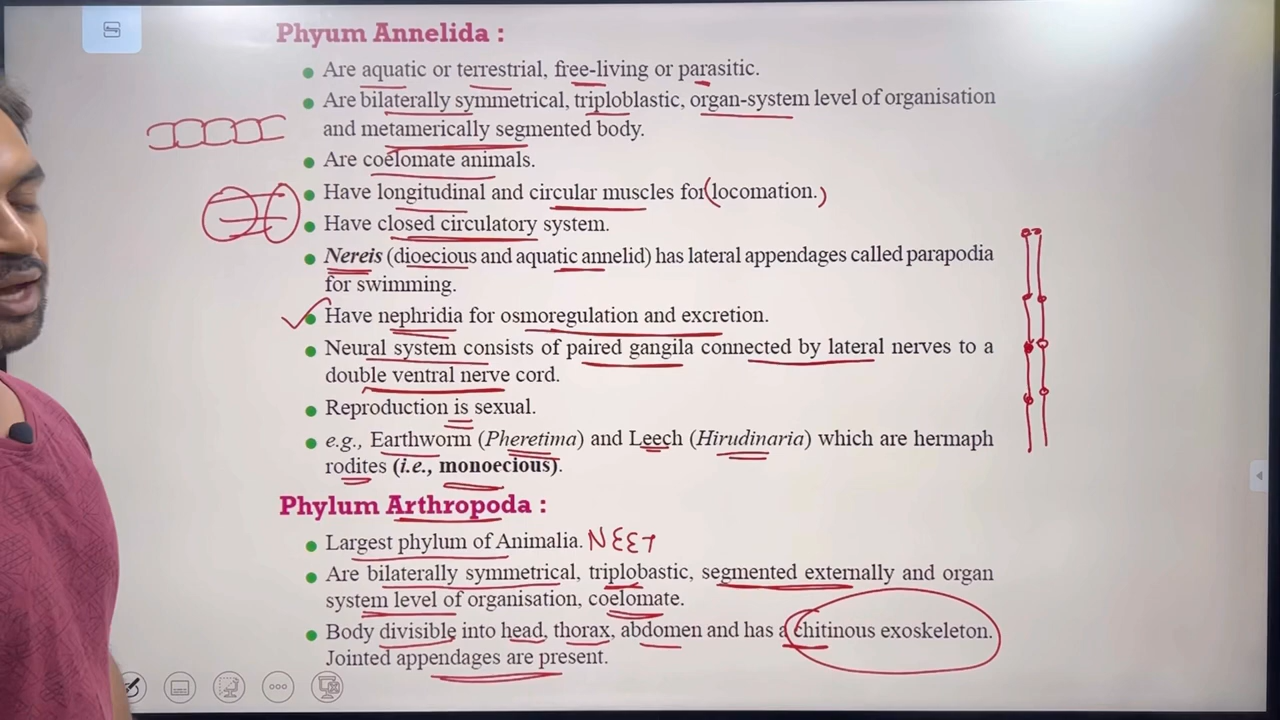 Phyum Annelida :
Are aquatic or terrestrial, free-living or parasitic.
Are bilaterally symmetrical, triploblastic, organ-system level of organisation
and metamerically segmented body.
Are coelomate animals.
Have longitudinal and circular muscles for (locomation.)
Have closed circulatory system.
Nereis (dioecious and aquatic annelid) has lateral appendages called parapodia
for swimming.
Have nephridia for osmoregulation and excretion.
Neural system consists of paired gangila connected by lateral nerves to a
double ventral nerve cord.
Reproduction is sexual.
e.g., Earthworm (Pheretima) and Leech (Hirudinaria) which are hermaph
rodites (i.e., monoecious).
Phylum Arthropoda :
Largest phylum of Animalia. NEET
Are bilaterally symmetrical, triplobastic, segmented externally and organ
system level of organisation, coelomate.
Body divisible into head, thorax, abdomen and has a chitinous exoskeleton.
Jointed appendages are present.